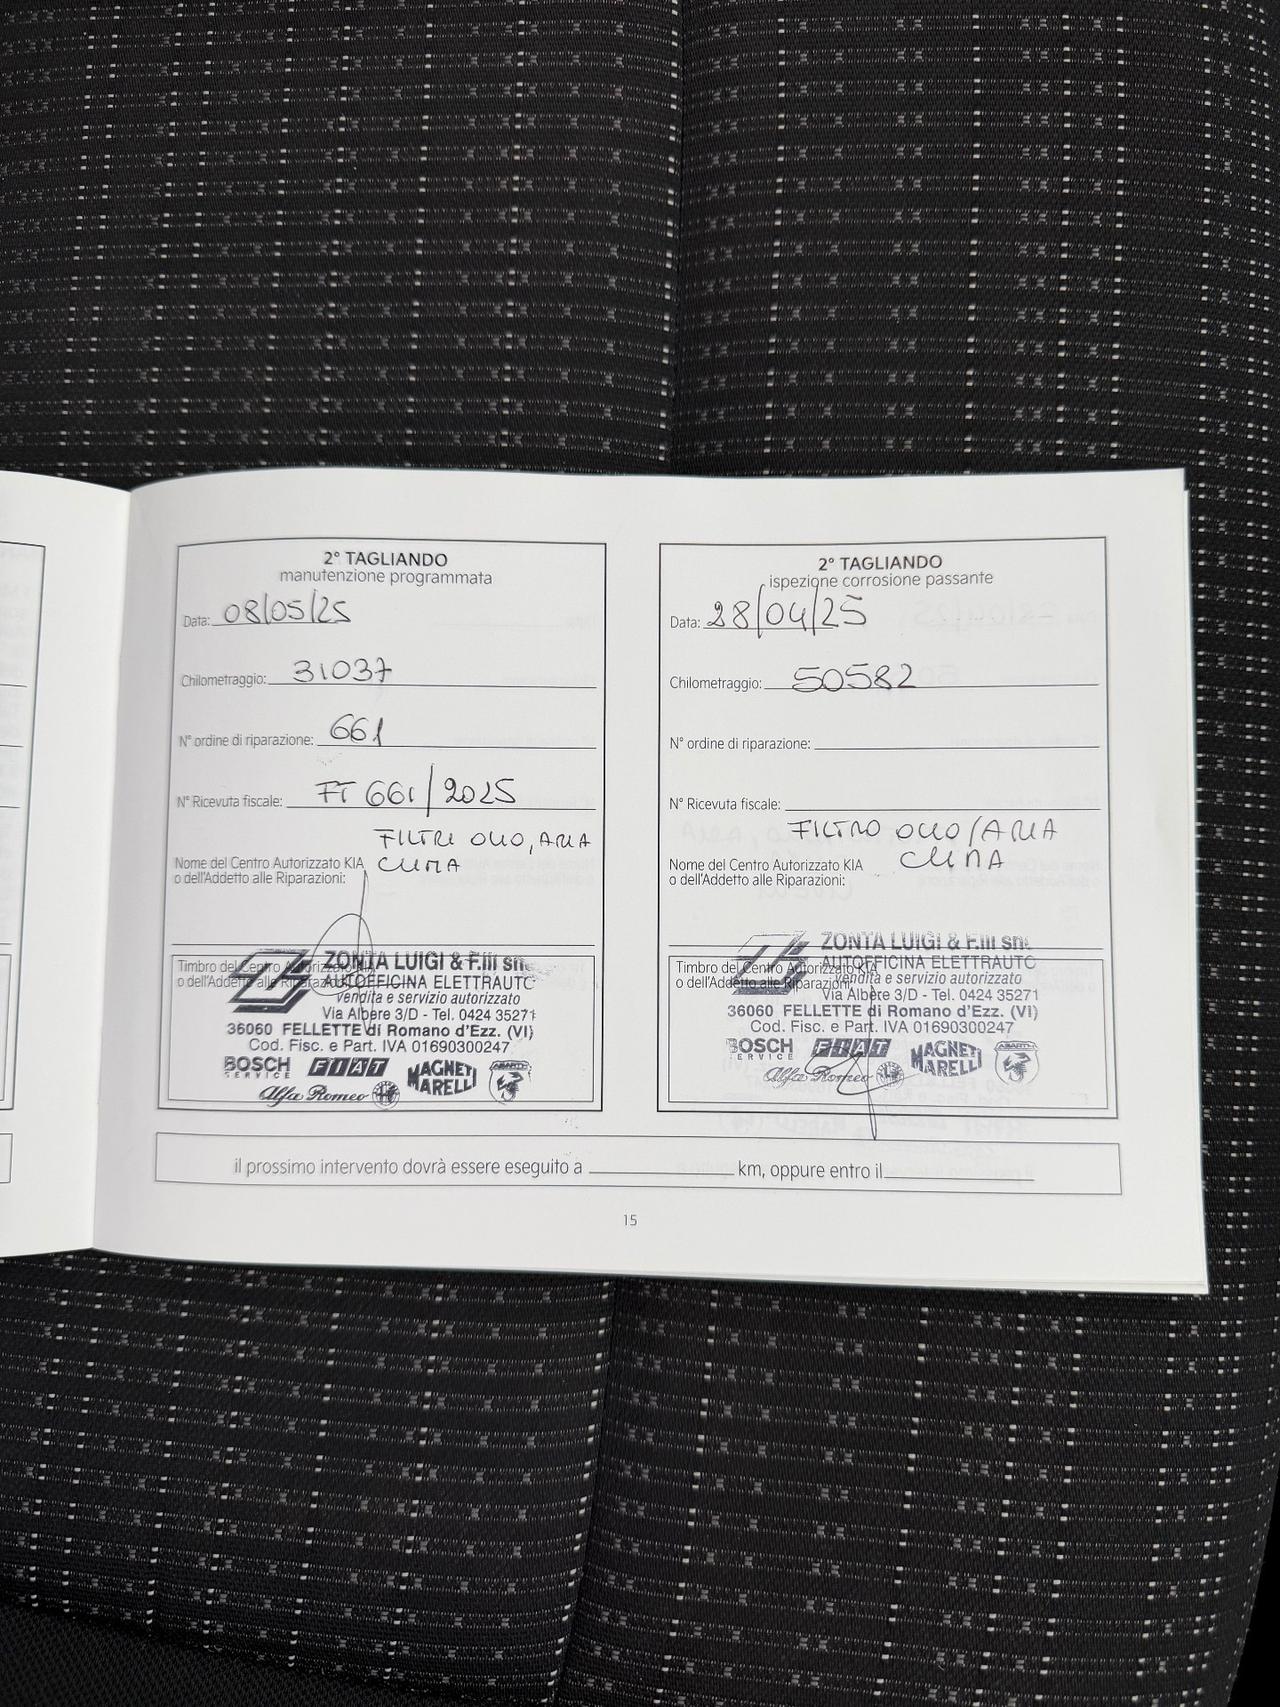 2° TAGLIANDO
manutenzione programmata
Data: 08/05/25
Chilometraggio: 31037
N° ordine di riparazione: 661
N° Ricevuta fiscale: FT 661/2025
FILTRI OLIO, ARIA
Nome del Centro Autorizzato KIA CLIMA
o dell'Addetto alle Riparazioni:
Timbro del Centro Autorizzato KIA
o dell'Addetto alle Riparazioni:
ZONTA LUIGI & F.lli snc
AUTOFFICINA ELETTRAUTO
vendita e servizio autorizzato
Via Albere 3/D - Tel. 0424 35271
36060 FELLETTE di Romano d'Ezz. (VI)
Cod. Fisc. e Part. IVA 01690300247
BOSCH SERVICE FIAT MAGNETI MARELLI ABARTH
Alfa Romeo
2° TAGLIANDO
ispezione corrosione passante
Data: 28/04/25
Chilometraggio: 50582
N° ordine di riparazione:
N° Ricevuta fiscale:
FILTRO OLIO/ARIA
Nome del Centro Autorizzato KIA CLIMA
o dell'Addetto alle Riparazioni:
Timbro del Centro Autorizzato KIA
o dell'Addetto alle Riparazioni:
ZONTA LUIGI & F.lli snc
AUTOFFICINA ELETTRAUTO
vendita e servizio autorizzato
Via Albere 3/D - Tel. 0424 35271
36060 FELLETTE di Romano d'Ezz. (VI)
Cod. Fisc. e Part. IVA 01690300247
BOSCH SERVICE FIAT MAGNETI MARELLI ABARTH
Alfa Romeo
il prossimo intervento dovrà essere eseguito a km, oppure entro il
15